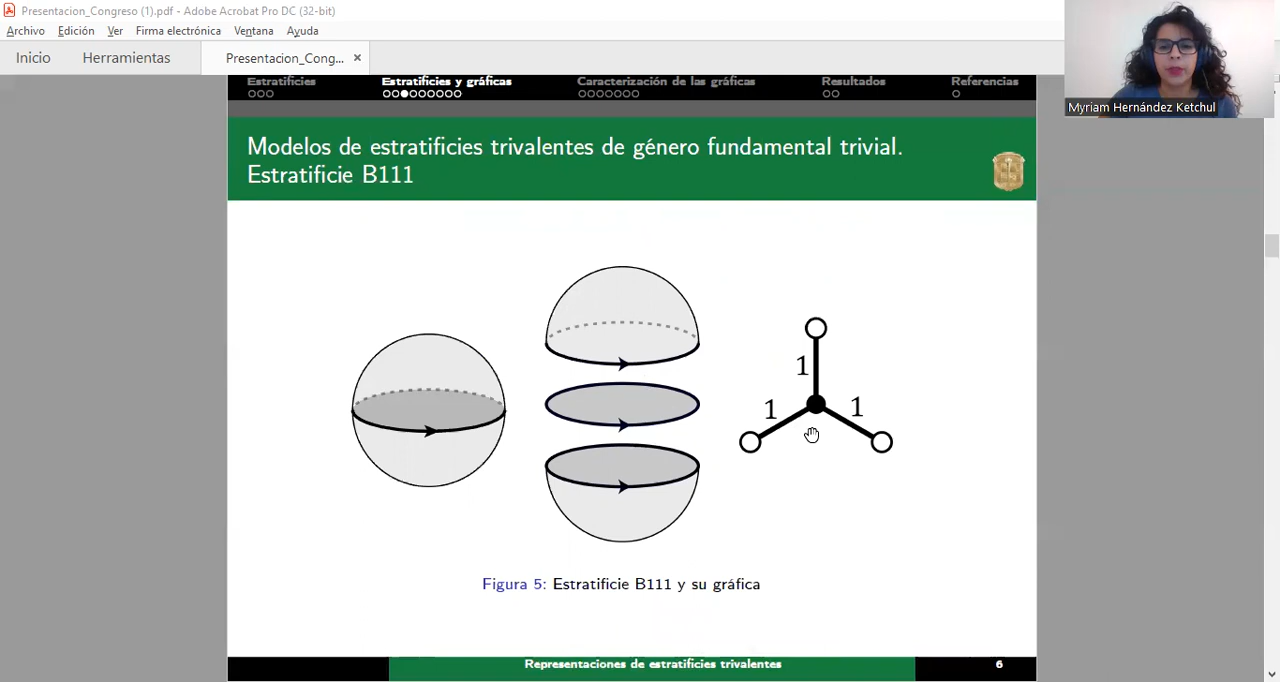 Presentacion_Congreso (1).pdf - Adobe Acrobat Pro DC (32-bit)
Archivo Edición Ver Firma electrónica Ventana Ayuda
Inicio Herramientas Presentacion_Cong... ×
Myriam Hernández Ketchul
Estratificies Estratificies y gráficas Caracterización de las gráficas Resultados Referencias
Modelos de estratificies trivalentes de género fundamental trivial.
Estratificie B111
1
1 1
Figura 5: Estratificie B111 y su gráfica
Representaciones de estratificies trivalentes 6